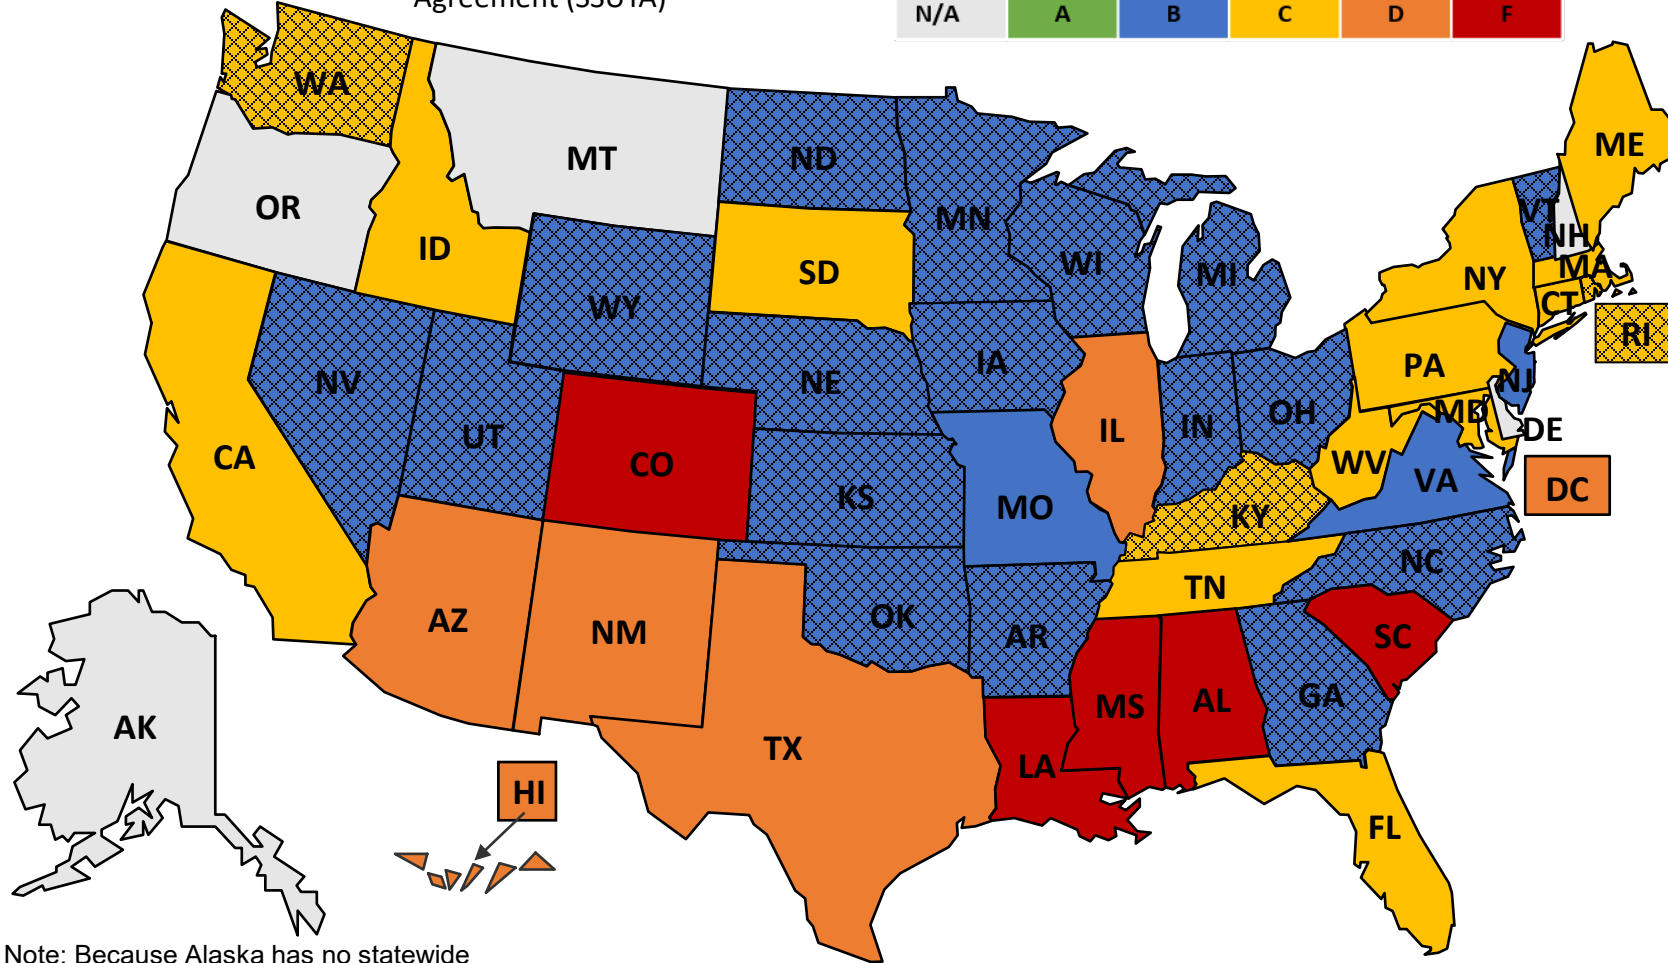 Agreement (SSUTA)
N/A A B C D F
WA
ME
MT
ND
OR
VT
MN
NH
ID
SD
WI
MI
NY
MA
WY
CT
RI
IA
PA
NV
NE
NJ
UT
OH
MD
IL
IN
DE
CA
CO
WV
VA
DC
KS
MO
KY
NC
TN
AZ
NM
OK
AR
SC
GA
MS
AL
AK
TX
LA
HI
FL
Note: Because Alaska has no statewide